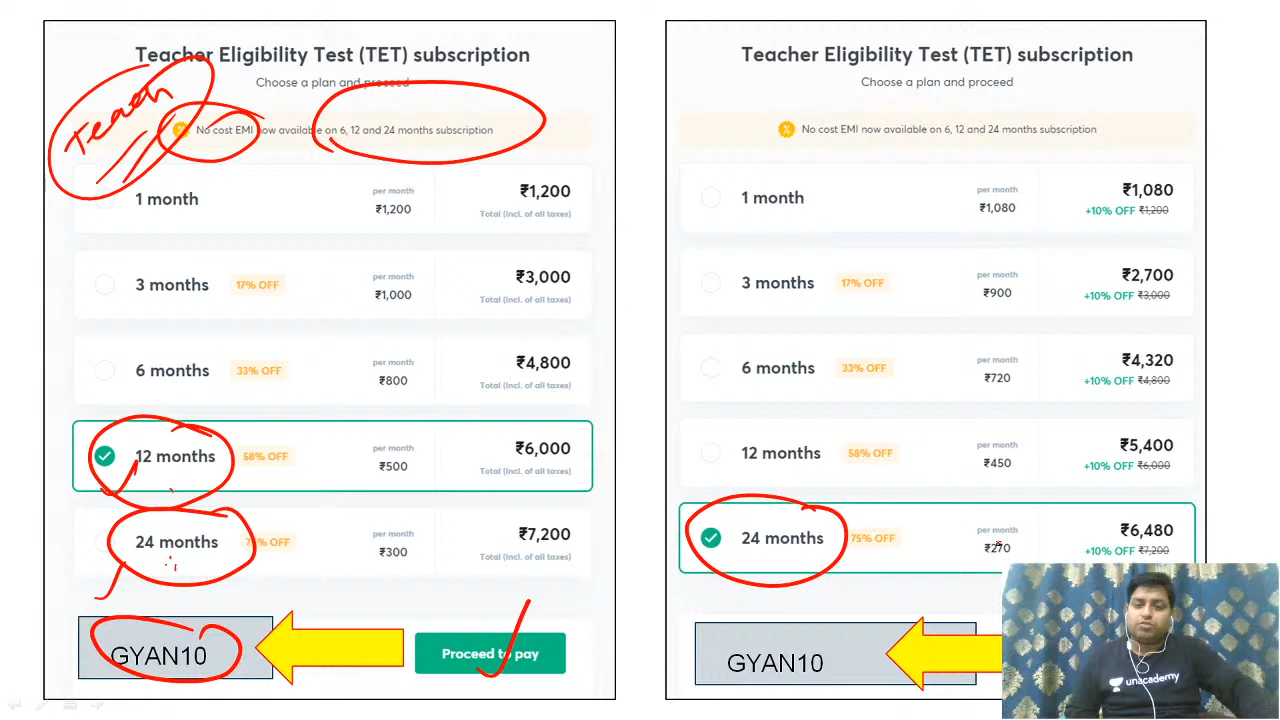 Teacher Eligibility Test (TET) subscription
Choose a plan and proceed
Teach
No cost EMI now available on 6, 12 and 24 months subscription
1 month
per month
₹1,200
₹1,200
Total (Incl. of all taxes)
3 months
17% OFF
per month
₹1,000
₹3,000
Total (Incl. of all taxes)
6 months
33% OFF
per month
₹800
₹4,800
Total (Incl. of all taxes)
12 months
58% OFF
per month
₹500
₹6,000
Total (Incl. of all taxes)
24 months
OFF
per month
₹300
₹7,200
Total (Incl. of all taxes)
GYAN10
Proceed to pay
Teacher Eligibility Test (TET) subscription
Choose a plan and proceed
No cost EMI now available on 6, 12 and 24 months subscription
1 month
per month
₹1,080
₹1,080
+10% OFF ₹1,200
3 months
17% OFF
per month
₹900
₹2,700
+10% OFF ₹3,000
6 months
33% OFF
per month
₹720
₹4,320
+10% OFF ₹4,800
12 months
58% OFF
per month
₹450
₹5,400
+10% OFF ₹6,000
24 months
75% OFF
per month
₹270
₹6,480
+10% OFF ₹7,200
GYAN10
unacademy